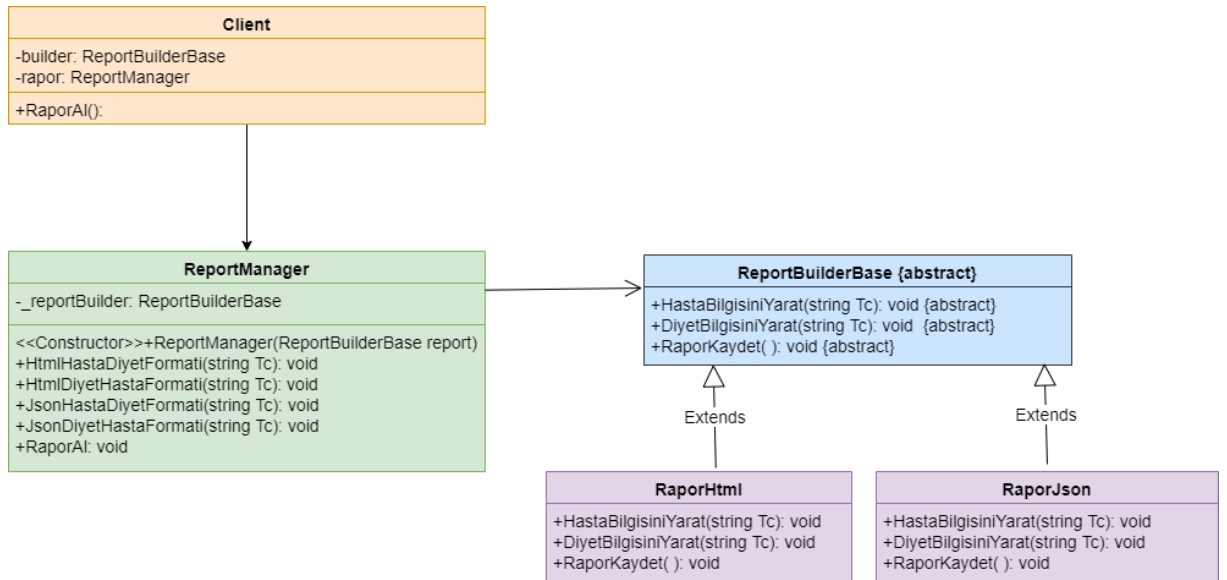 Client
-builder: ReportBuilderBase
-rapor: ReportManager
+RaporAl():
ReportManager
-_reportBuilder: ReportBuilderBase
<<Constructor>>+ReportManager(ReportBuilderBase report)
+HtmlHastaDiyetFormati(string Tc): void
+HtmlDiyetHastaFormati(string Tc): void
+JsonHastaDiyetFormati(string Tc): void
+JsonDiyetHastaFormati(string Tc): void
+RaporAl: void
ReportBuilderBase {abstract}
+HastaBilgisiniYarat(string Tc): void {abstract}
+DiyetBilgisiniYarat(string Tc): void  {abstract}
+RaporKaydet( ): void {abstract}
Extends
Extends
RaporHtml
+HastaBilgisiniYarat(string Tc): void
+DiyetBilgisiniYarat(string Tc): void
+RaporKaydet( ): void
RaporJson
+HastaBilgisiniYarat(string Tc): void
+DiyetBilgisiniYarat(string Tc): void
+RaporKaydet( ): void